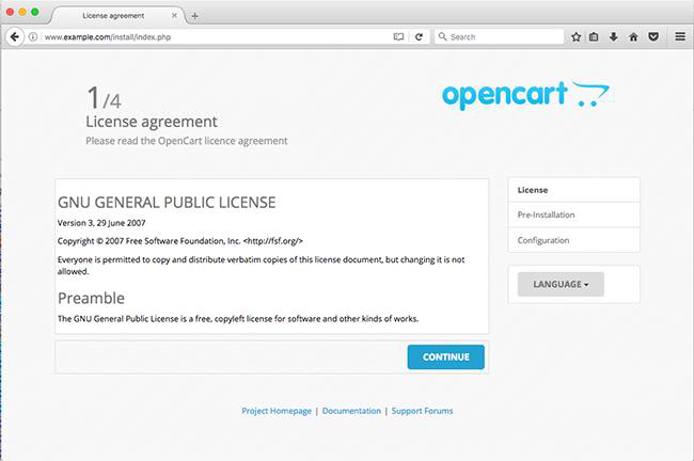 License agreement
www.example.com/install/index.php
Search
1/4
License agreement
Please read the OpenCart licence agreement
opencart
GNU GENERAL PUBLIC LICENSE
Version 3, 29 June 2007
Copyright © 2007 Free Software Foundation, Inc. <http://fsf.org/>
Everyone is permitted to copy and distribute verbatim copies of this license document, but changing it is not
allowed.
Preamble
The GNU General Public License is a free, copyleft license for software and other kinds of works.
License
Pre-Installation
Configuration
LANGUAGE
CONTINUE
Project Homepage | Documentation | Support Forums